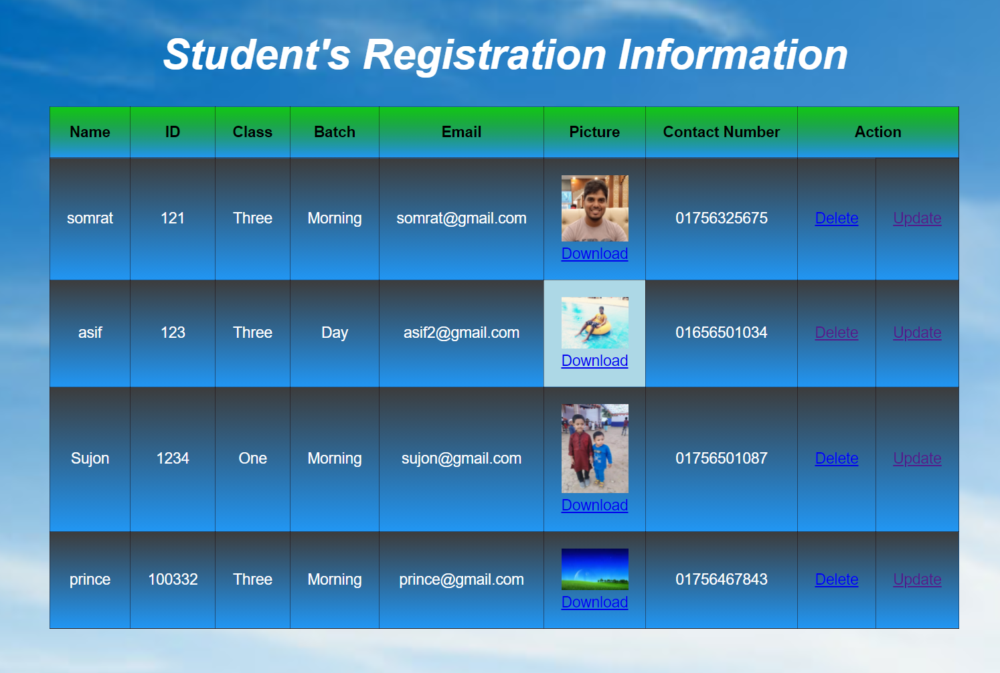 Student's Registration Information
Name ID Class Batch Email Picture Contact Number Action
somrat 121 Three Morning somrat@gmail.com Download 01756325675 Delete Update
asif 123 Three Day asif2@gmail.com Download 01656501034 Delete Update
Sujon 1234 One Morning sujon@gmail.com Download 01756501087 Delete Update
prince 100332 Three Morning prince@gmail.com Download 01756467843 Delete Update